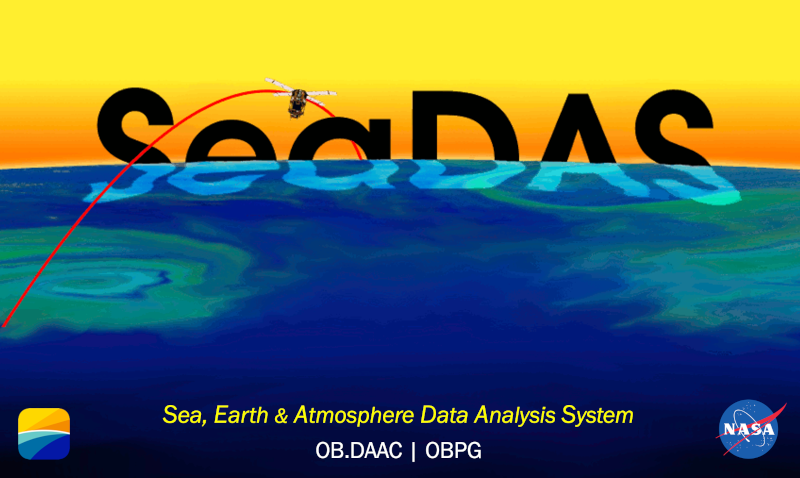 SeaDAS
Sea, Earth & Atmosphere Data Analysis System
OB.DAAC | OBPG
NASA